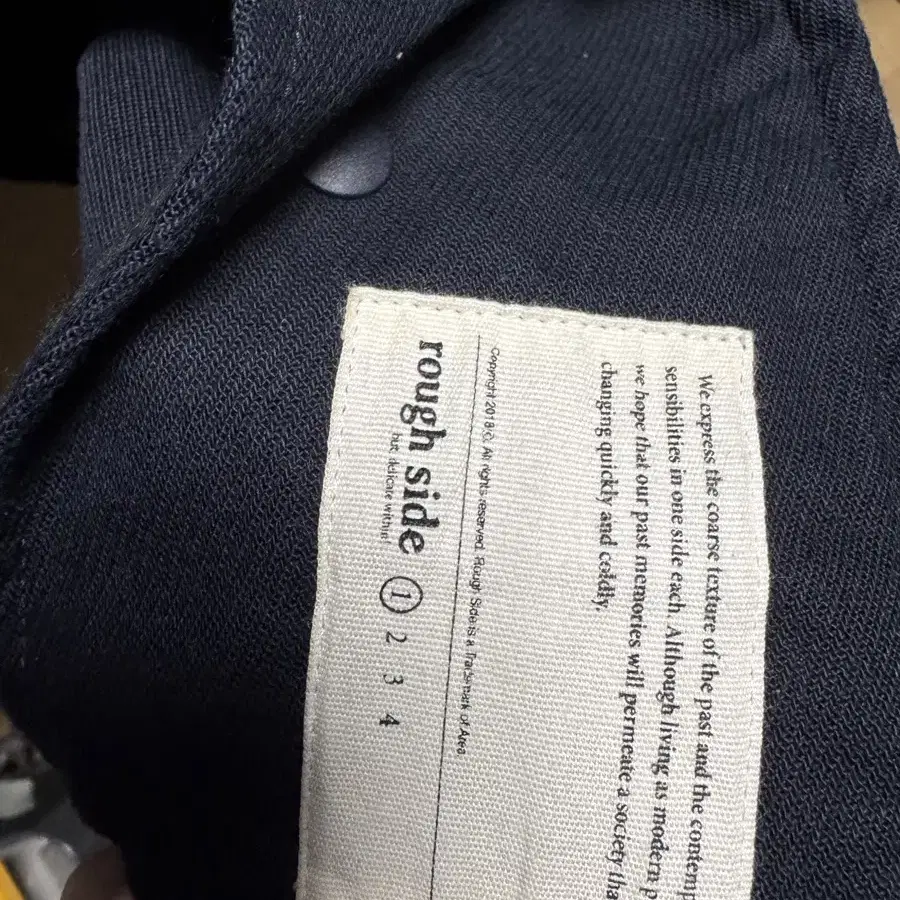 We express the coarse texture of the past and the contemp
sensibilities in one side each. Although living as modern p
we hope that our past memories will permeate a society tha
changing quickly and coldly,
Copyright 2018 ©. All rights reserved. Rough Side is a Trademark of Area
rough side ① 2 3 4
but, delicate within!